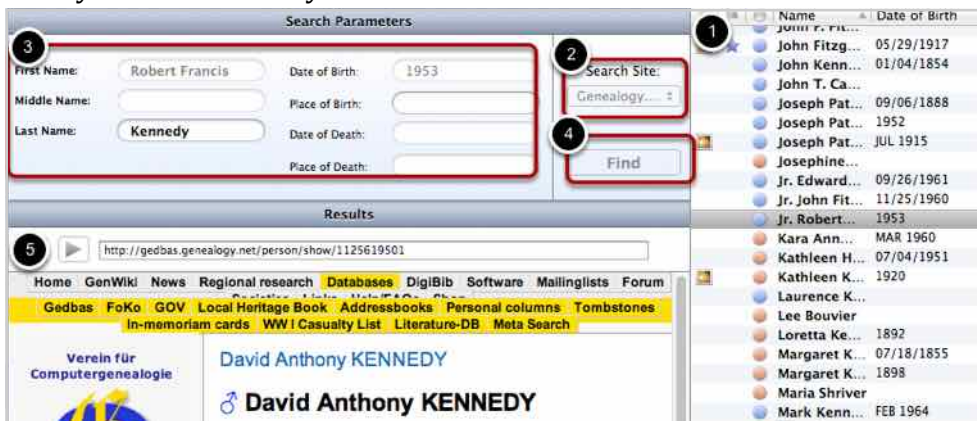 Search Parameters
3
First Name: Robert Francis Date of Birth: 1953
Middle Name: Place of Birth:
Last Name: Kennedy Date of Death:
Place of Death:
2
Search Site:
Genealogy....
4
Find
Results
5
http://gedbas.genealogy.net/person/show/1125619501
Home GenWiki News Regional research Databases DigiBib Software Mailinglists Forum
Gedbas FoKo GOV Local Heritage Book Addressbooks Personal columns Tombstones
In-memoriam cards WW I Casualty List Literature-DB Meta Search
Verein für
Computergenealogie
David Anthony KENNEDY
♂ David Anthony KENNEDY
1
Name Date of Birth
John F. Fit...
John Fitzg... 05/29/1917
John Kenn... 01/04/1854
John T. Ca...
Joseph Pat... 09/06/1888
Joseph Pat... 1952
Joseph Pat... JUL 1915
Josephine...
Jr. Edward... 09/26/1961
Jr. John Fit... 11/25/1960
Jr. Robert... 1953
Kara Ann... MAR 1960
Kathleen H... 07/04/1951
Kathleen K... 1920
Laurence K...
Lee Bouvier
Loretta Ke... 1892
Margaret K... 07/18/1855
Margaret K... 1898
Maria Shriver
Mark Kenn... FEB 1964